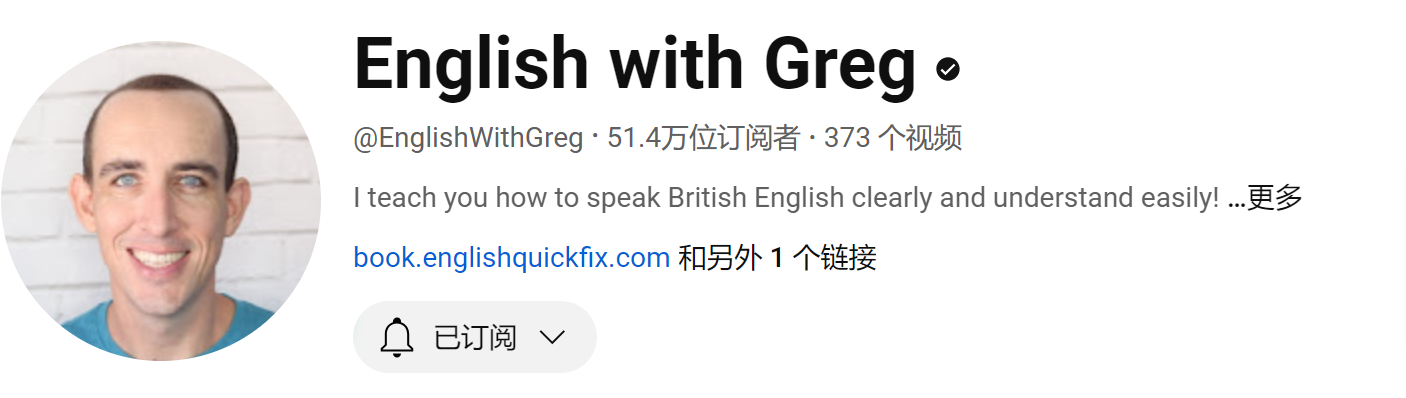 English with Greg
@EnglishWithGreg · 51.4万位订阅者 · 373 个视频
I teach you how to speak British English clearly and understand easily! ...更多
book.englishquickfix.com 和另外 1 个链接
已订阅